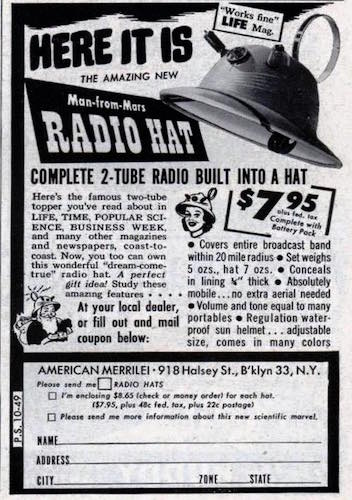 HERE IT IS
"Works fine"
LIFE Mag.
THE AMAZING NEW
Man-from-Mars
RADIO HAT
COMPLETE 2-TUBE RADIO BUILT INTO A HAT
Here's the famous two-tube
topper you've read about in
LIFE, TIME, POPULAR SCI-
ENCE, BUSINESS WEEK,
and many other magazines
and newspapers, coast-to-
coast. Now, you too can own
this wonderful "dream-come-
true" radio hat. A perfect
gift idea! Study these
amazing features • • • •
At your local dealer,
or fill out and mail
coupon below:
$7.95
plus fed. tax
Complete with
Battery Pack
• Covers entire broadcast band
within 20 mile radius • Set weighs
5 ozs., hat 7 ozs. • Conceals
in lining ¼" thick • Absolutely
mobile...no extra aerial needed
• Volume and tone equal to many
portables • Regulation water-
proof sun helmet...adjustable
size, comes in many colors
AMERICAN MERRILEI • 918 Halsey St., B'klyn 33, N.Y.
Please send me RADIO HATS
I'm enclosing $8.65 (check or money order) for each hat.
($7.95, plus 48c fed. tax, plus 22c postage)
Please send me more information about this new scientific marvel.
NAME
ADDRESS
CITY ZONE STATE
P.S. 10-49